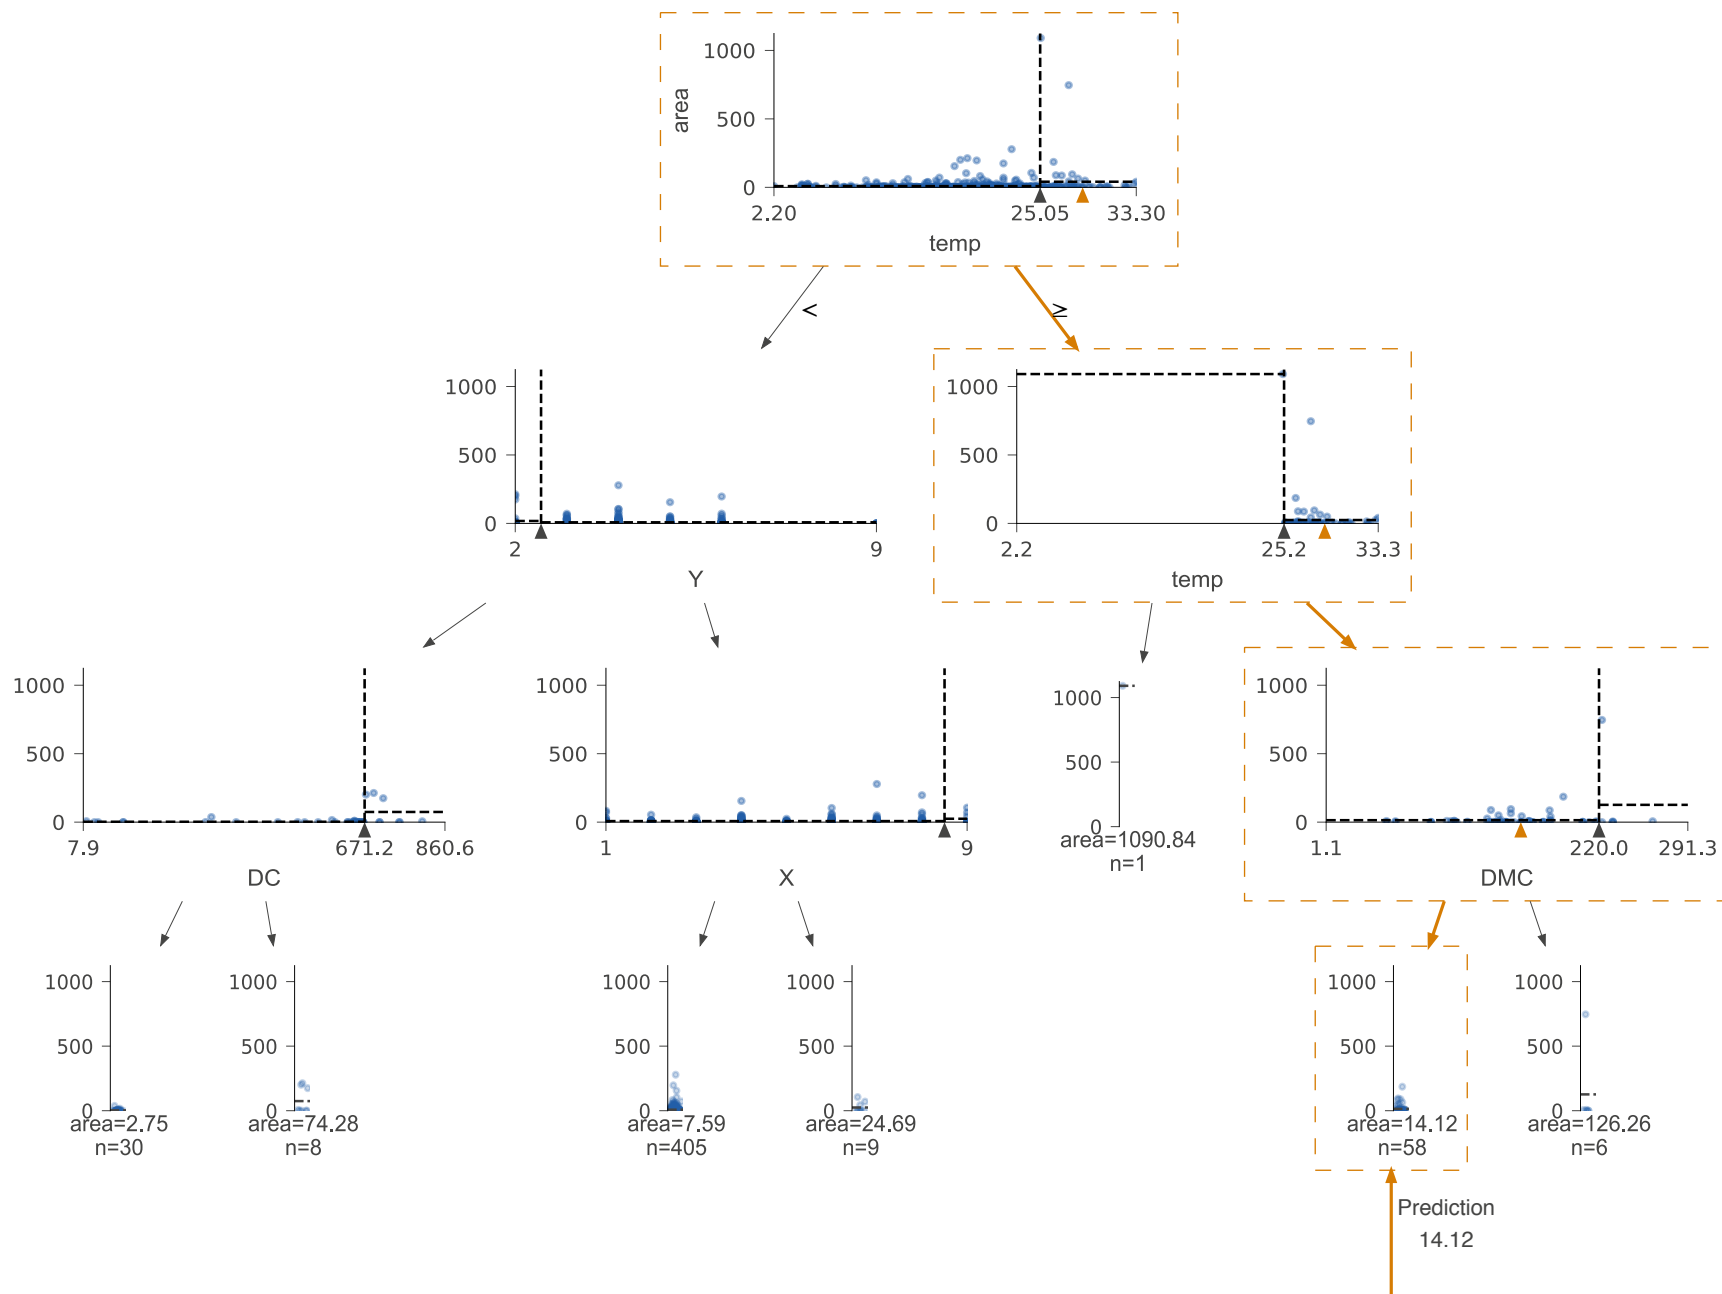 1000
500
0
area
2.20
25.05
33.30
temp
<
≥
1000
500
0
2
9
Y
1000
500
0
2.2
25.2
33.3
temp
1000
500
0
7.9
671.2
860.6
DC
1000
500
0
1
9
X
1000
500
0
area=1090.84
n=1
1000
500
0
1.1
220.0
291.3
DMC
1000
500
0
area=2.75
n=30
1000
500
0
area=74.28
n=8
1000
500
0
area=7.59
n=405
1000
500
0
area=24.69
n=9
1000
500
0
area=14.12
n=58
1000
500
0
area=126.26
n=6
Prediction
14.12